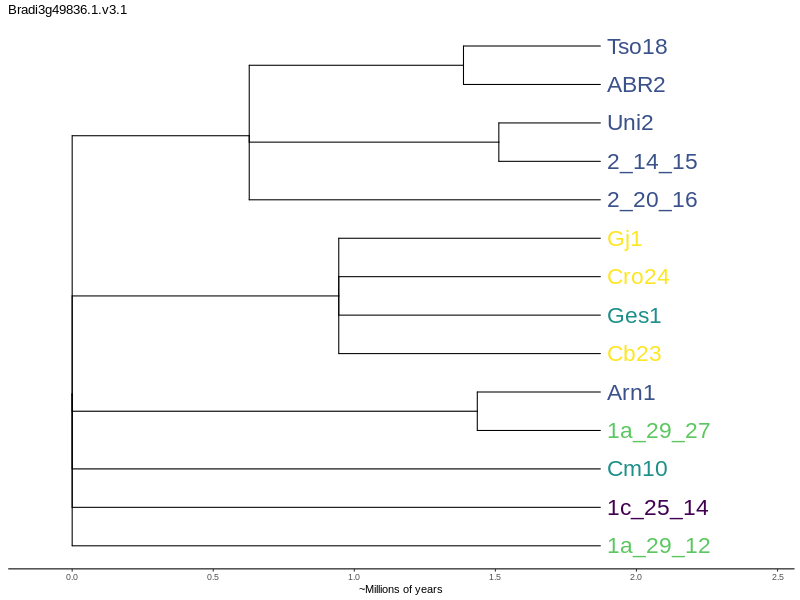 Bradi3g49836.1.v3.1
Tso18
ABR2
Uni2
2_14_15
2_20_16
Gj1
Cro24
Ges1
Cb23
Arn1
1a_29_27
Cm10
1c_25_14
1a_29_12
0.0 0.5 1.0 1.5 2.0 2.5
~Millions of years